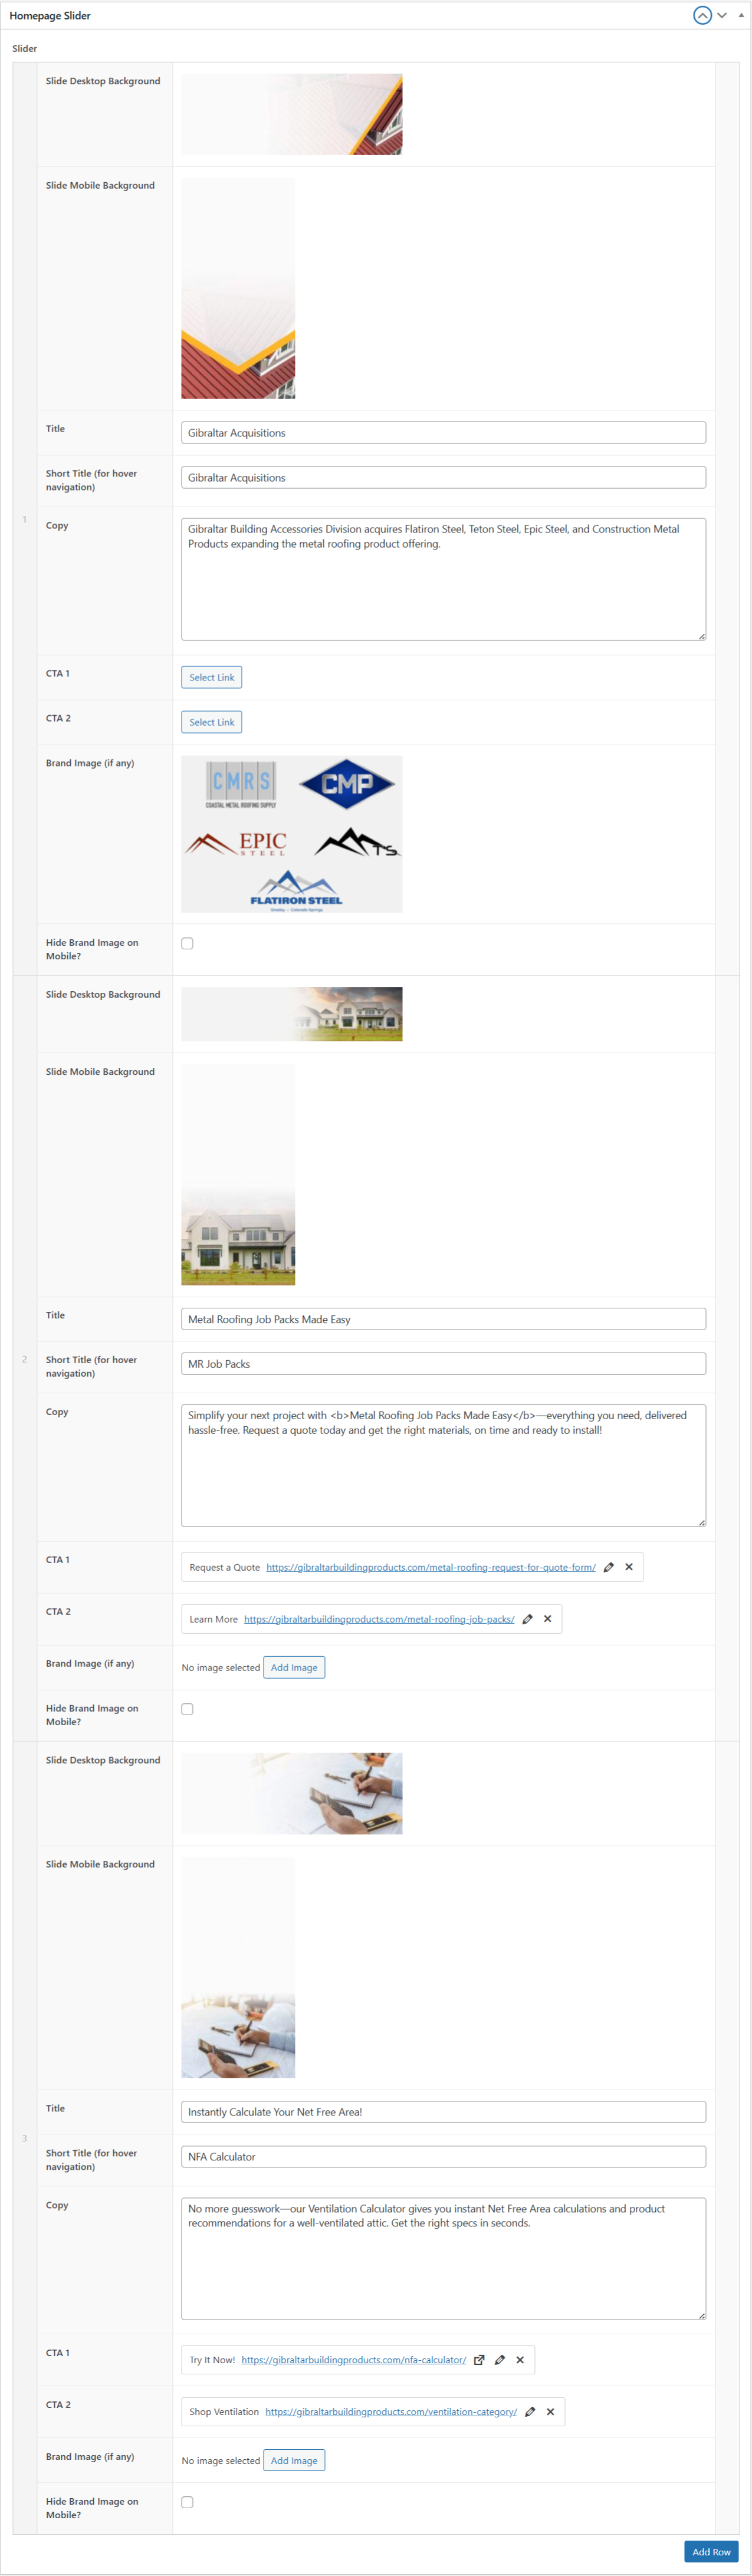 Homepage Slider
Slider
Slide Desktop Background
Slide Mobile Background
Title
Gibraltar Acquisitions
Short Title (for hover
navigation)
Gibraltar Acquisitions
1
Copy
Gibraltar Building Accessories Division acquires Flatiron Steel, Teton Steel, Epic Steel, and Construction Metal
Products expanding the metal roofing product offering.
CTA 1
Select Link
CTA 2
Select Link
Brand Image (if any)
CMRS
COASTAL METAL ROOFING SUPPLY
CMP
EPIC
STEEL
TS
FLATIRON STEEL
Hide Brand Image on
Mobile?
Slide Desktop Background
Slide Mobile Background
Title
Metal Roofing Job Packs Made Easy
2
Short Title (for hover
navigation)
MR Job Packs
Copy
Simplify your next project with <b>Metal Roofing Job Packs Made Easy</b>—everything you need, delivered
hassle-free. Request a quote today and get the right materials, on time and ready to install!
CTA 1
Request a Quote https://gibraltarbuildingproducts.com/metal-roofing-request-for-quote-form/
CTA 2
Learn More https://gibraltarbuildingproducts.com/metal-roofing-job-packs/
Brand Image (if any)
No image selected Add Image
Hide Brand Image on
Mobile?
Slide Desktop Background
Slide Mobile Background
Title
Instantly Calculate Your Net Free Area!
3
Short Title (for hover
navigation)
NFA Calculator
Copy
No more guesswork—our Ventilation Calculator gives you instant Net Free Area calculations and product
recommendations for a well-ventilated attic. Get the right specs in seconds.
CTA 1
Try It Now! https://gibraltarbuildingproducts.com/nfa-calculator/
CTA 2
Shop Ventilation https://gibraltarbuildingproducts.com/ventilation-category/
Brand Image (if any)
No image selected Add Image
Hide Brand Image on
Mobile?
Add Row